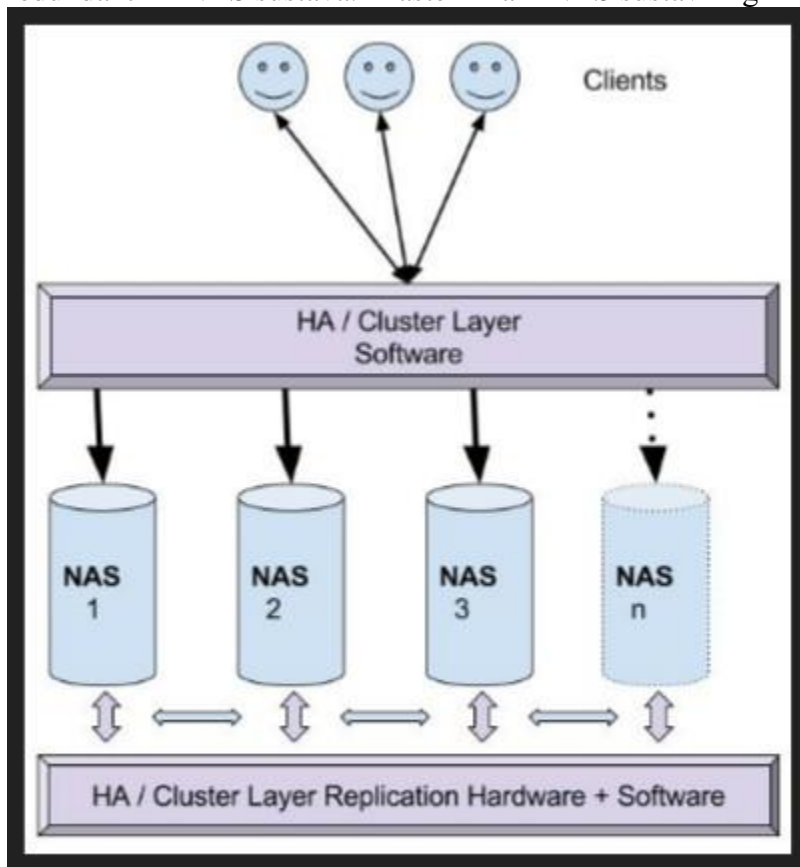 Clients
HA / Cluster Layer
Software
NAS
1
NAS
2
NAS
3
NAS
n
HA / Cluster Layer Replication Hardware + Software